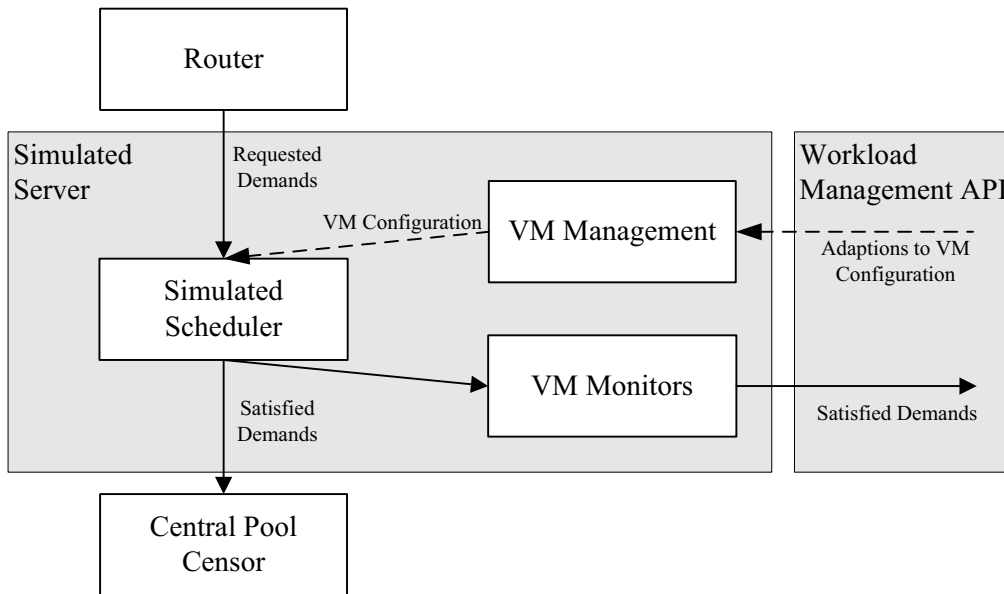 Router
Simulated
Server
Requested
Demands
Workload
Management API
VM Configuration
VM Management
Adaptions to VM
Configuration
Simulated
Scheduler
VM Monitors
Satisfied
Demands
Satisfied Demands
Central Pool
Censor